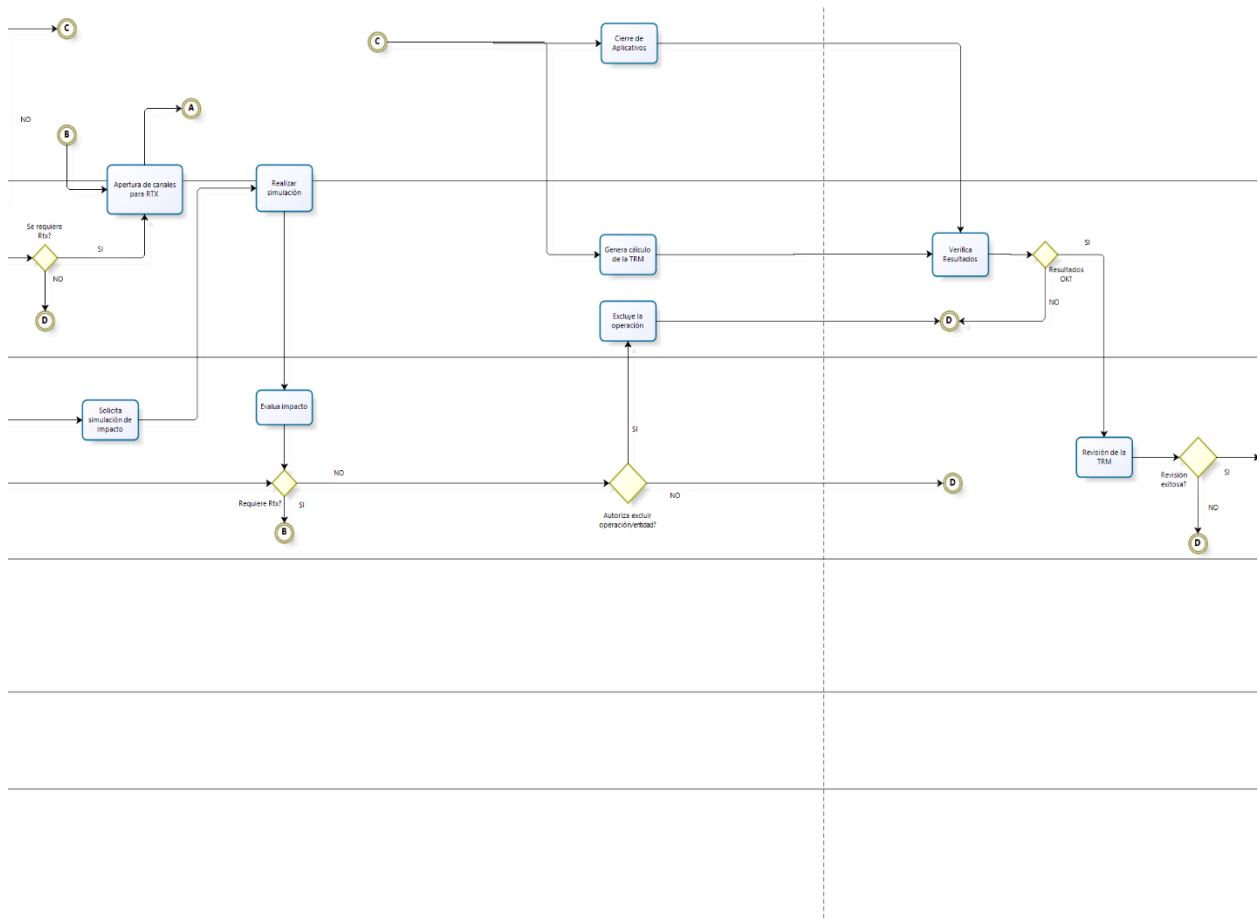 C
C
Cierre de
Aplicativos
A
NO
B
Apertura de canales
para RTX
Realizar
simulación
Se requiere
Rtx?
SI
NO
D
Genera cálculo
de la TRM
Verifica
Resultados
SI
Resultados
OK?
NO
Excluye la
operación
D
Solicita
simulación de
impacto
Evalua impacto
SI
Revisión de la
TRM
Revisión
exitosa?
SI
NO
D
NO
Requiere Rtx?
SI
B
NO
Autoriza excluir
operación/entidad?
D